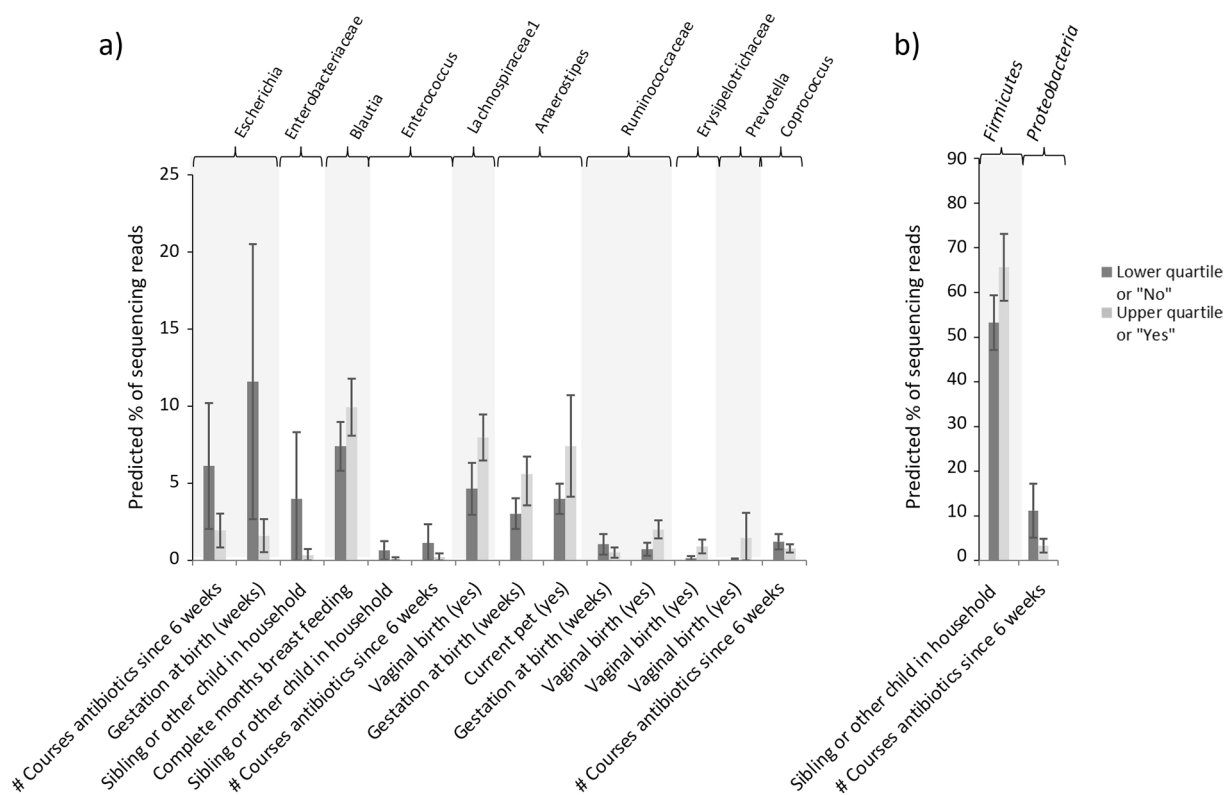 a)
Escherichia
Enterobacteriaceae
Blautia
Enterococcus
Lachnospiraceae1
Anaerostipes
Ruminoccaceae
Erysipelotrichaceae
Prevotella
Coprococcus
Predicted % of sequencing reads
25
20
15
10
5
0
# Courses antibiotics since 6 weeks
Gestation at birth (weeks)
Sibling or other child in household
Complete months breast feeding
Sibling or other child in household
# Courses antibiotics since 6 weeks
Vaginal birth (yes)
Gestation at birth (weeks)
Current pet (yes)
Gestation at birth (weeks)
Vaginal birth (yes)
Vaginal birth (yes)
Vaginal birth (yes)
# Courses antibiotics since 6 weeks
b)
Firmicutes
Proteobacteria
Predicted % of sequencing reads
90
80
70
60
50
40
30
20
10
0
Sibling or other child in household
# Courses antibiotics since 6 weeks
Lower quartile
or "No"
Upper quartile
or "Yes"